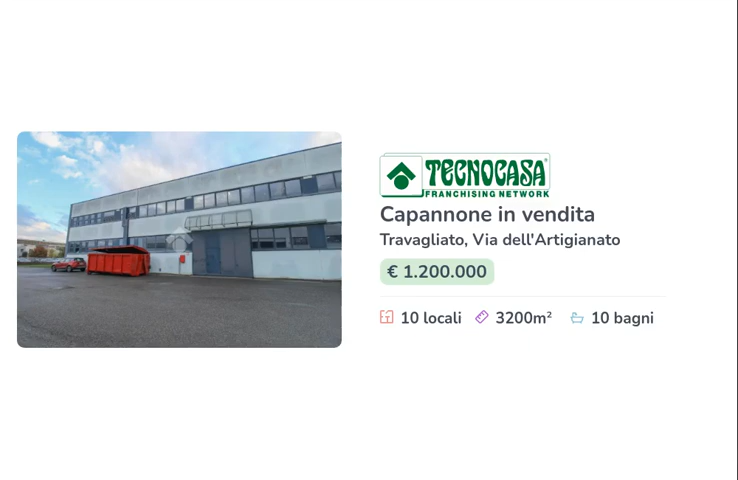 TECNOCASA
FRANCHISING NETWORK
Capannone in vendita
Travagliato, Via dell'Artigianato
€ 1.200.000
10 locali 3200m² 10 bagni